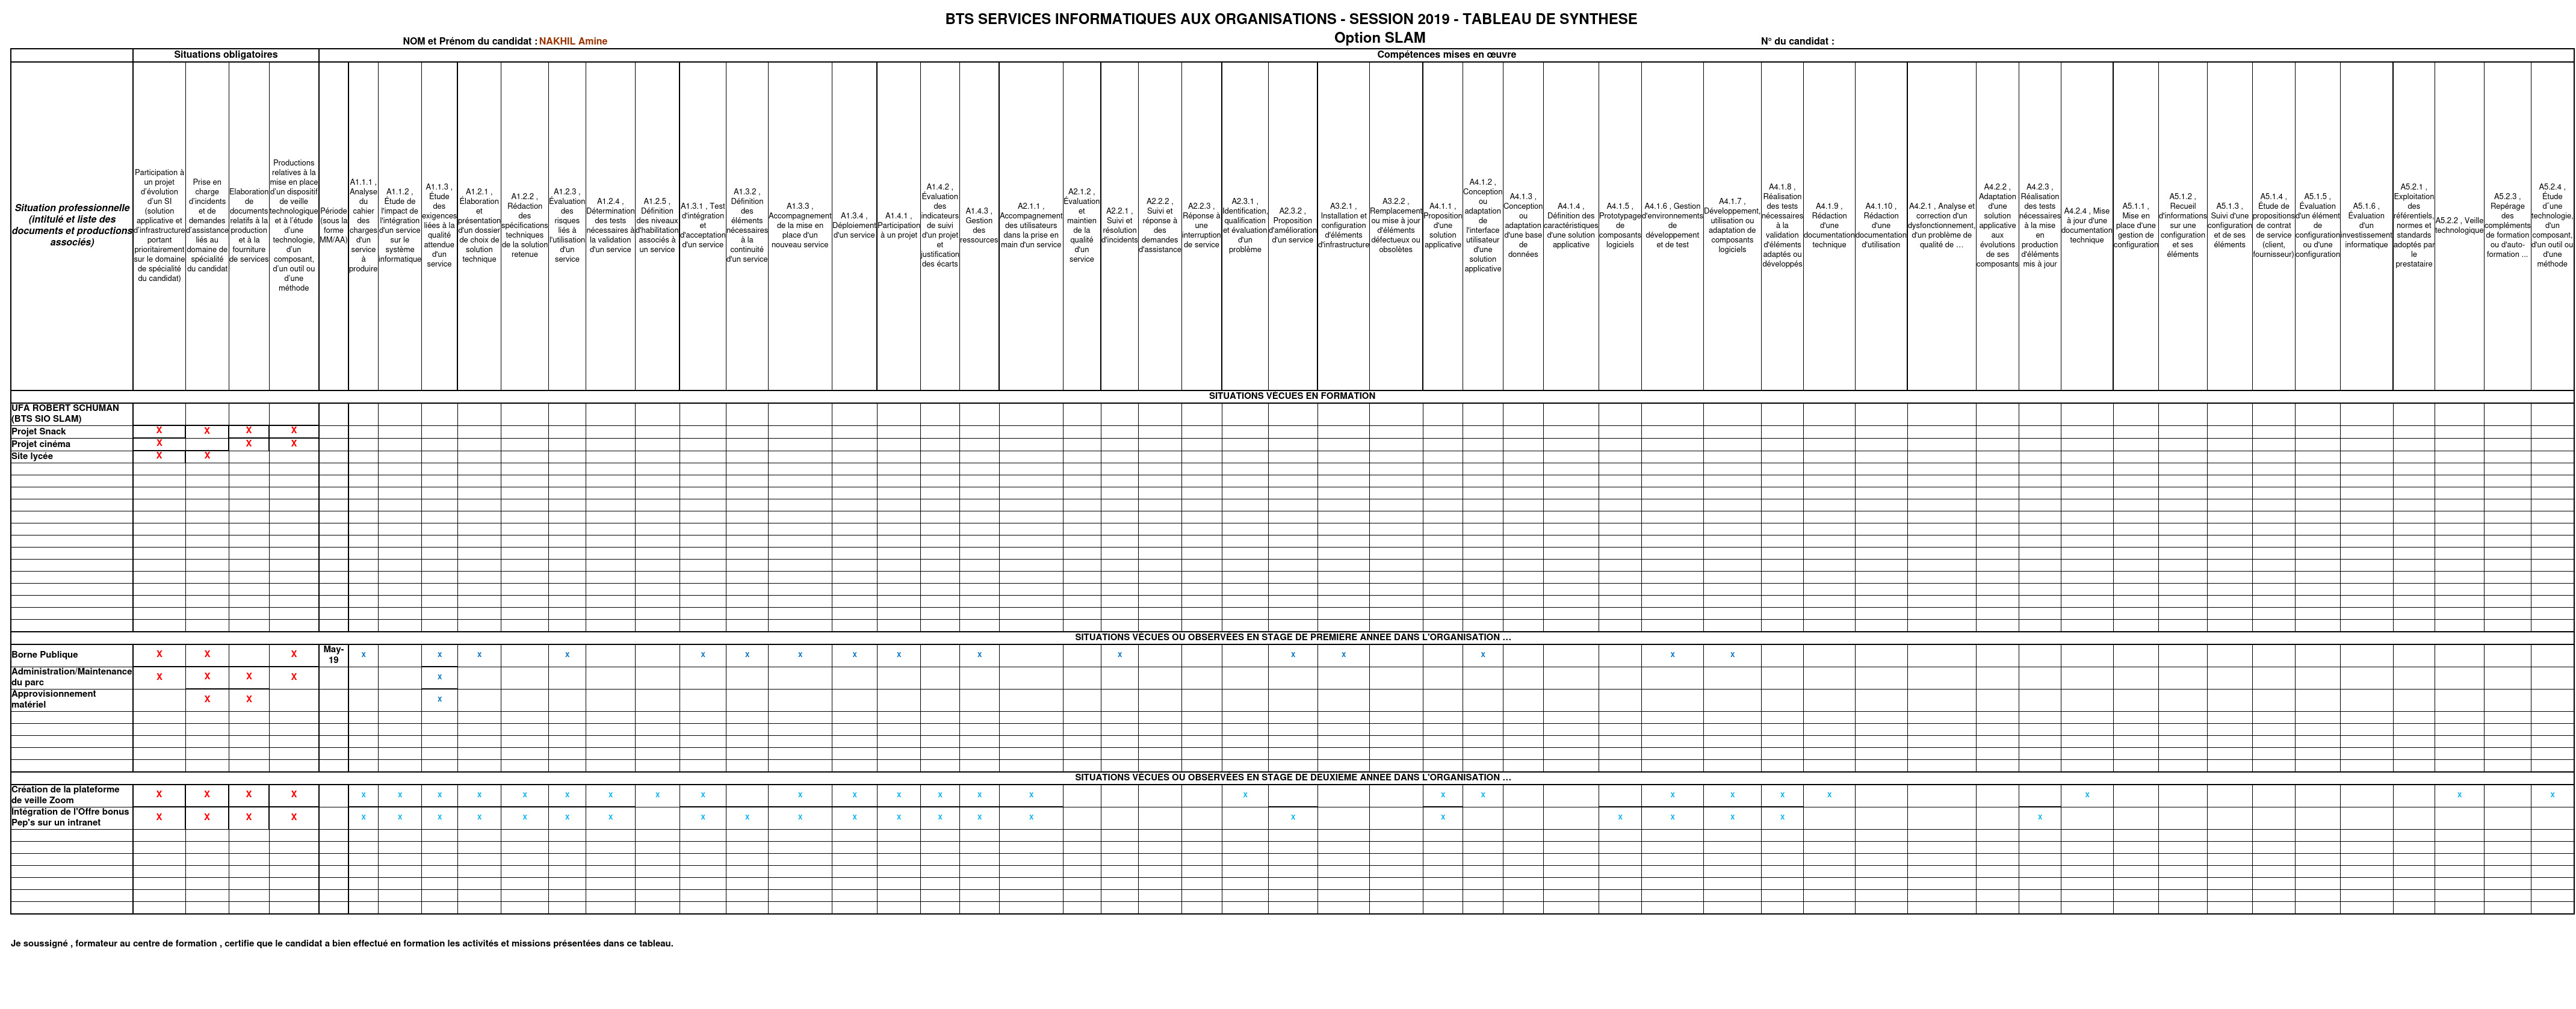 BTS SERVICES INFORMATIQUES AUX ORGANISATIONS - SESSION 2019 - TABLEAU DE SYNTHESE
NOM et Prénom du candidat : NAKHIL Amine
Option SLAM
N° du candidat :
Situations obligatoires
Compétences mises en œuvre
Situation professionnelle
(intitulé et liste des
documents et productions
associés)
Participation à
un projet
d'évolution
d'un SI
(solution
applicative et
d'infrastructure
portant
prioritairement
sur le domaine
de spécialité
du candidat)
Prise en
charge
d'incidents
et de
demandes
d'assistance
liés au
domaine de
spécialité
du candidat
Elaboration
de
documents
relatifs à la
production
et à la
fourniture
de services
Productions
relatives à la
mise en place
d'un dispositif
de veille
technologique
et à l'étude
d'une
technologie,
d'un
composant,
d'un outil ou
d'une
méthode
Période
(sous la
forme
MM/AA)
A1.1.1 ,
Analyse
du
cahier
des
charges
d'un
service
à
produire
A1.1.2 ,
Étude de
l'impact de
l'intégration
d'un service
sur le
système
informatique
A1.1.3 ,
Étude
des
exigences
liées à la
qualité
attendue
d'un
service
A1.2.1 ,
Élaboration
et
présentation
d'un dossier
de choix de
solution
technique
A1.2.2 ,
Rédaction
des
spécifications
techniques
de la solution
retenue
A1.2.3 ,
Évaluation
des
risques
liés à
l'utilisation
d'un
service
A1.2.4 ,
Détermination
des tests
nécessaires à
la validation
d'un service
A1.2.5 ,
Définition
des niveaux
d'habilitation
associés à
un service
A1.3.1 , Test
d'intégration
et
d'acceptation
d'un service
A1.3.2 ,
Définition
des
éléments
nécessaires
à la
continuité
d'un service
A1.3.3 ,
Accompagnement
de la mise en
place d'un
nouveau service
A1.3.4 ,
Déploiement
d'un service
A1.4.1 ,
Participation
à un projet
A1.4.2 ,
Évaluation
des
indicateurs
de suivi
d'un projet
et
justification
des écarts
A1.4.3 ,
Gestion
des
ressources
A2.1.1 ,
Accompagnement
des utilisateurs
dans la prise en
main d'un service
A2.1.2 ,
Évaluation
et
maintien
de la
qualité
d'un
service
A2.2.1 ,
Suivi et
résolution
d'incidents
A2.2.2 ,
Suivi et
réponse à
des
demandes
d'assistance
A2.2.3 ,
Réponse à
une
interruption
de service
A2.3.1 ,
Identification,
qualification
et évaluation
d'un
problème
A2.3.2 ,
Proposition
d'amélioration
d'un service
A3.2.1 ,
Installation et
configuration
d'éléments
d'infrastructure
A3.2.2 ,
Remplacement
ou mise à jour
d'éléments
défectueux ou
obsolètes
A4.1.1 ,
Proposition
d'une
solution
applicative
A4.1.2 ,
Conception
ou
adaptation
de
l'interface
utilisateur
d'une
solution
applicative
A4.1.3 ,
Conception
ou
adaptation
d'une base
de
données
A4.1.4 ,
Définition des
caractéristiques
d'une solution
applicative
A4.1.5 ,
Prototypage
de
composants
logiciels
A4.1.6 , Gestion
d'environnements
de
développement
et de test
A4.1.7 ,
Développement,
utilisation ou
adaptation de
composants
logiciels
A4.1.8 ,
Réalisation
des tests
nécessaires
à la
validation
d'éléments
adaptés ou
développés
A4.1.9 ,
Rédaction
d'une
documentation
technique
A4.1.10 ,
Rédaction
d'une
documentation
d'utilisation
A4.2.1 , Analyse et
correction d'un
dysfonctionnement,
d'un problème de
qualité de …
A4.2.2 ,
Adaptation
d'une
solution
applicative
aux
évolutions
de ses
composants
A4.2.3 ,
Réalisation
des tests
nécessaires
à la mise
en
production
d'éléments
mis à jour
A4.2.4 , Mise
à jour d'une
documentation
technique
A5.1.1 ,
Mise en
place d'une
gestion de
configuration
A5.1.2 ,
Recueil
d'informations
sur une
configuration
et ses
éléments
A5.1.3 ,
Suivi d'une
configuration
et de ses
éléments
A5.1.4 ,
Étude de
propositions
de contrat
de service
(client,
fournisseur)
A5.1.5 ,
Évaluation
d'un élément
de
configuration
ou d'une
configuration
A5.1.6 ,
Évaluation
d'un
investissement
informatique
A5.2.1 ,
Exploitation
des
référentiels,
normes et
standards
adoptés par
le
prestataire
A5.2.2 , Veille
technologique
A5.2.3 ,
Repérage
des
compléments
de formation
ou d'auto-
formation ...
A5.2.4 ,
Étude
d'une
technologie,
d'un
composant,
d'un outil ou
d'une
méthode
SITUATIONS VÉCUES EN FORMATION
UFA ROBERT SCHUMAN
(BTS SIO SLAM)
Projet Snack X X X X
Projet cinéma X X X
Site lycée X X
SITUATIONS VÉCUES OU OBSERVÉES EN STAGE DE PREMIERE ANNEE DANS L'ORGANISATION …
Borne Publique X X X May-19 x x x x x x x x x x x x x x x x
Administration/Maintenance
du parc X X X X x
Approvisionnement
matériel X X x
SITUATIONS VÉCUES OU OBSERVÉES EN STAGE DE DEUXIEME ANNEE DANS L'ORGANISATION …
Création de la plateforme
de veille Zoom X X X X x x x x x x x x x x x x x x x x x x x x x x x x x
Intégration de l'Offre bonus
Pep's sur un intranet X X X X x x x x x x x x x x x x x x x x x x x x x
Je soussigné , formateur au centre de formation , certifie que le candidat a bien effectué en formation les activités et missions présentées dans ce tableau.